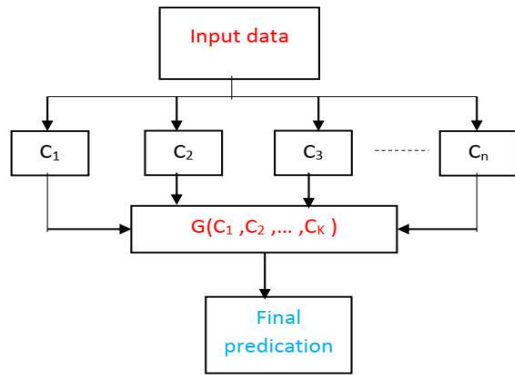 Input data
C₁ C₂ C₃ Cₙ
G(C₁ ,C₂ ,... ,Cₖ )
Final
predication